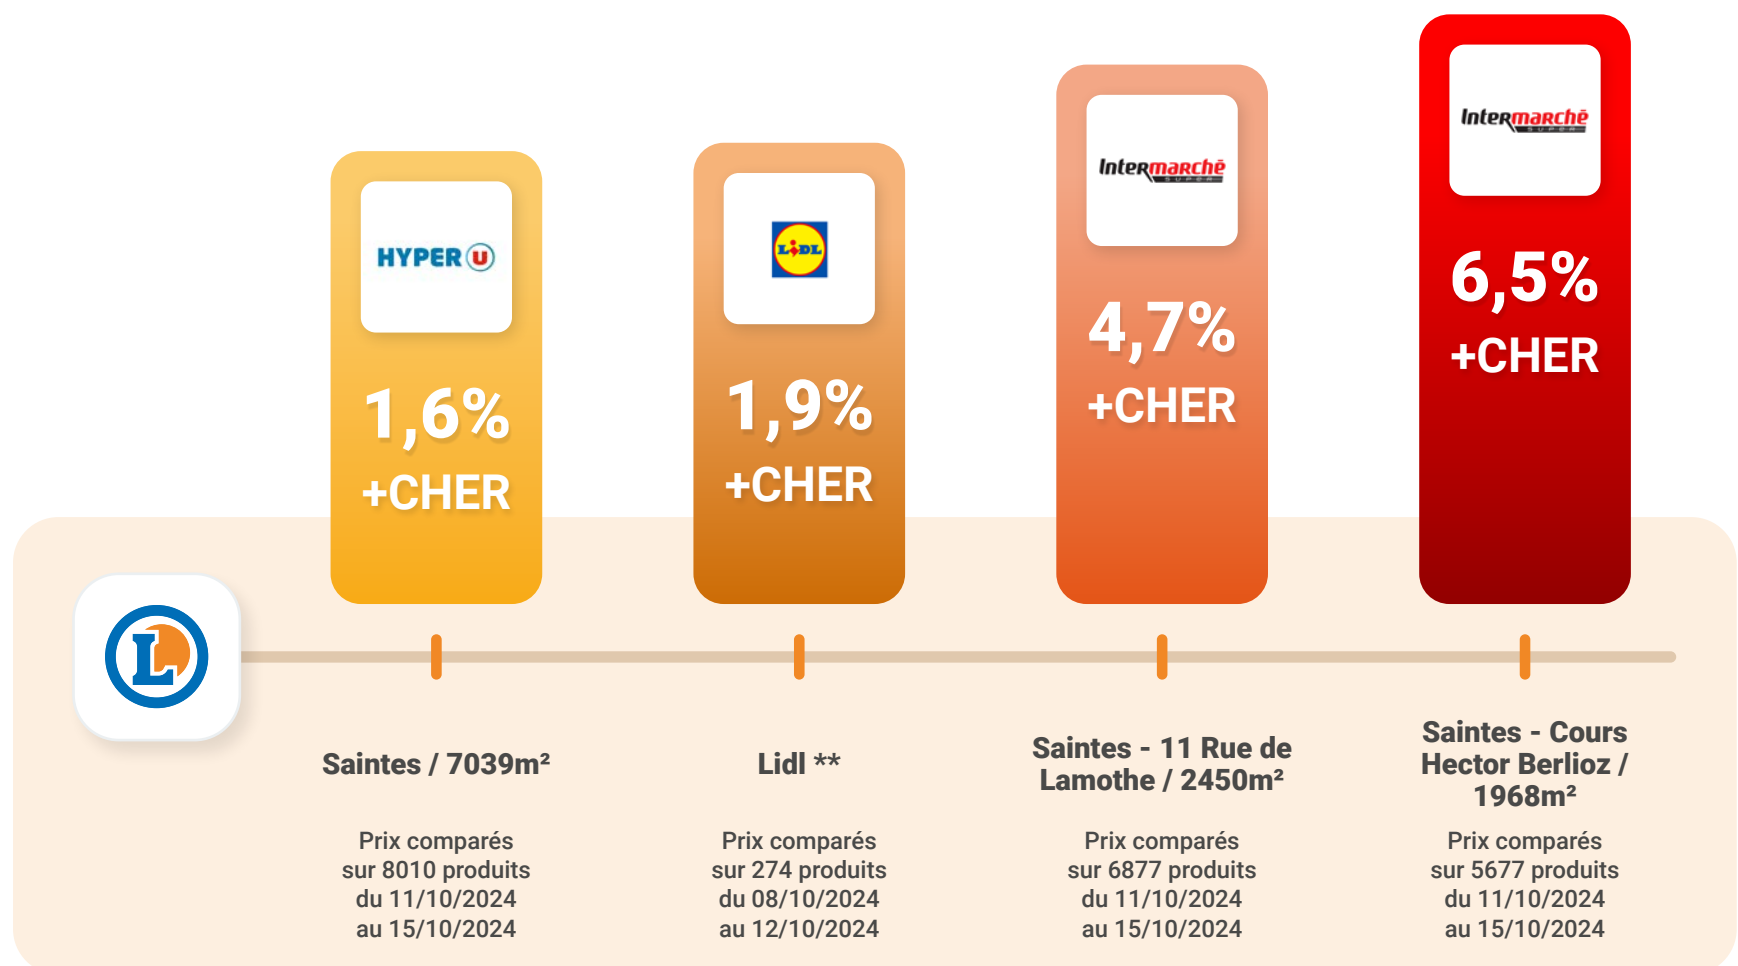 HYPER U
1,6%
+CHER
LiDL
1,9%
+CHER
Intermarchē
SUPER
4,7%
+CHER
Intermarchē
SUPER
6,5%
+CHER
L
Saintes / 7039m²
Prix comparés
sur 8010 produits
du 11/10/2024
au 15/10/2024
Lidl **
Prix comparés
sur 274 produits
du 08/10/2024
au 12/10/2024
Saintes - 11 Rue de
Lamothe / 2450m²
Prix comparés
sur 6877 produits
du 11/10/2024
au 15/10/2024
Saintes - Cours
Hector Berlioz /
1968m²
Prix comparés
sur 5677 produits
du 11/10/2024
au 15/10/2024